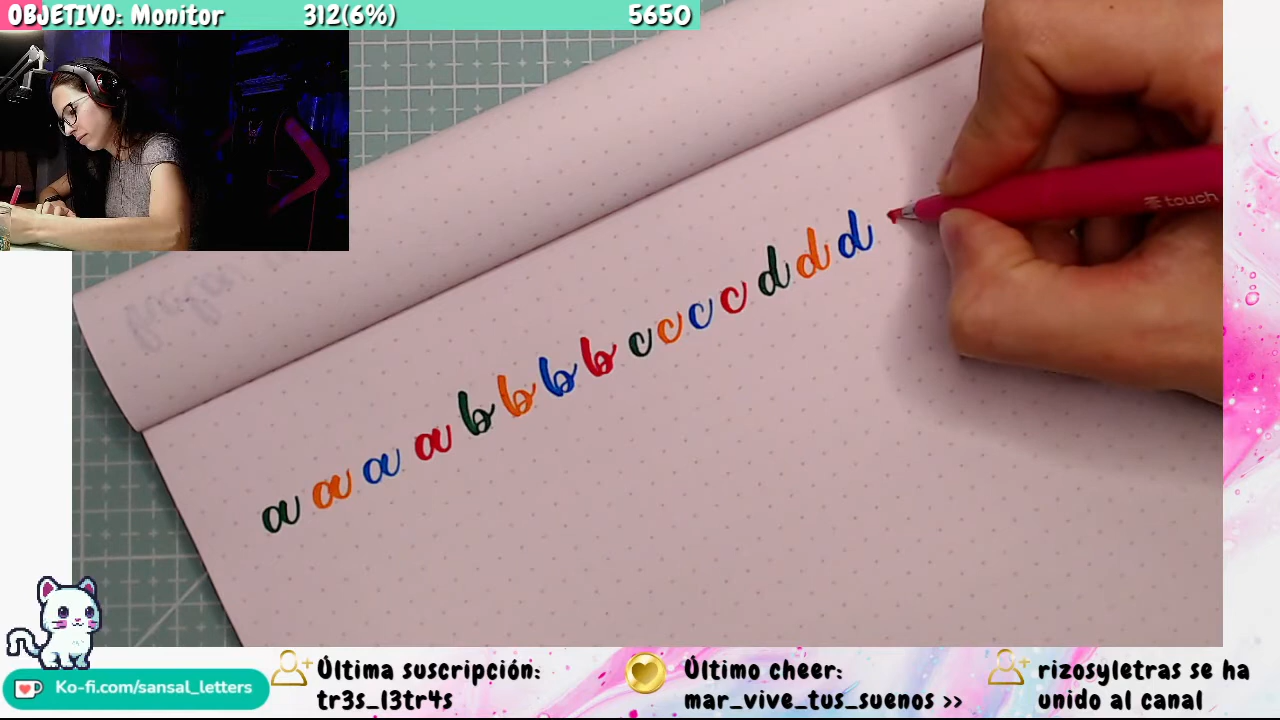 OBJETIVO: Monitor 312(6%) 5650
touch
a a a a b b b b c c c c d d d
Ko-fi.com/sansal_letters
Última suscripción:
tr3s_l3tr4s
Último cheer:
mar_vive_tus_suenos >>
rizosyletras se ha
unido al canal